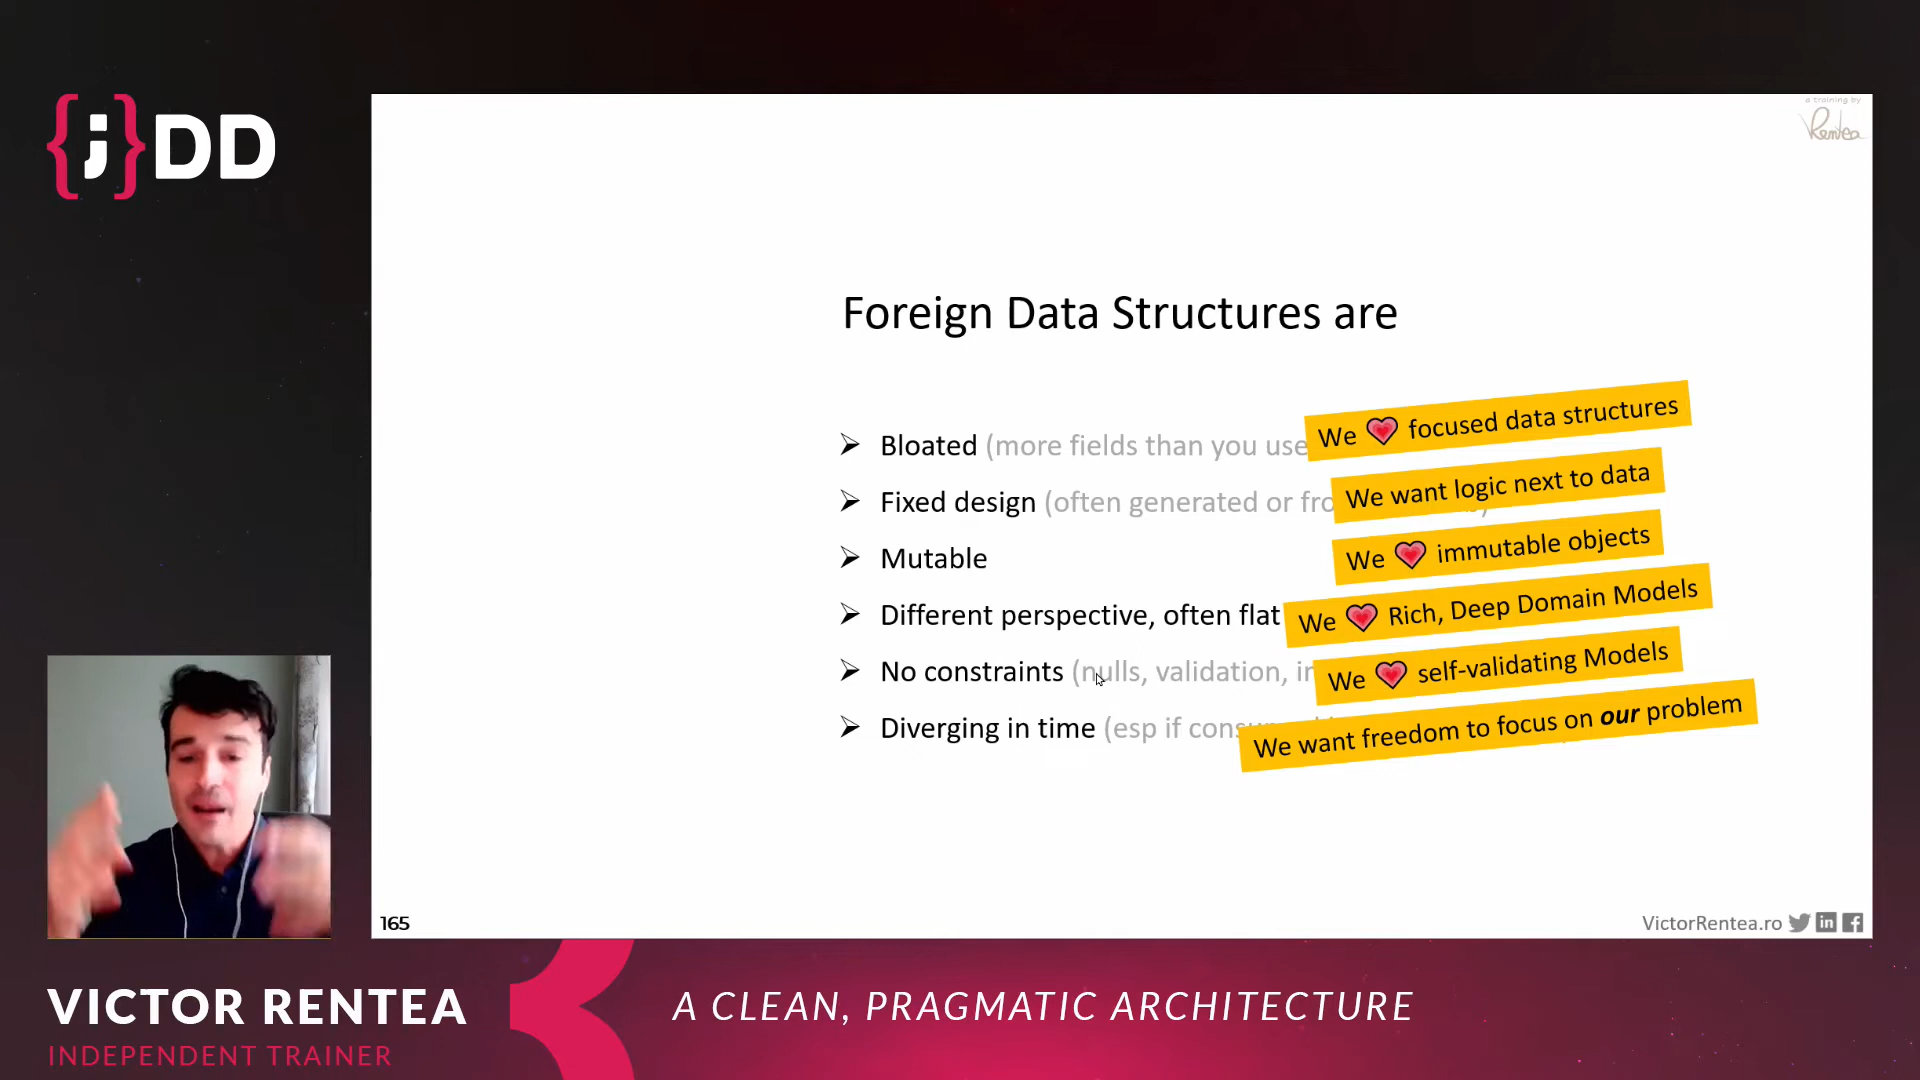 {;}DD
a training by
Rentea
Foreign Data Structures are
Bloated (more fields than you use
We focused data structures
Fixed design (often generated or fro
We want logic next to data
Mutable
We immutable objects
Different perspective, often flat
We Rich, Deep Domain Models
No constraints (nulls, validation, in
We self-validating Models
Diverging in time (esp if cons
We want freedom to focus on our problem
165
VictorRentea.ro
VICTOR RENTEA
INDEPENDENT TRAINER
A CLEAN, PRAGMATIC ARCHITECTURE